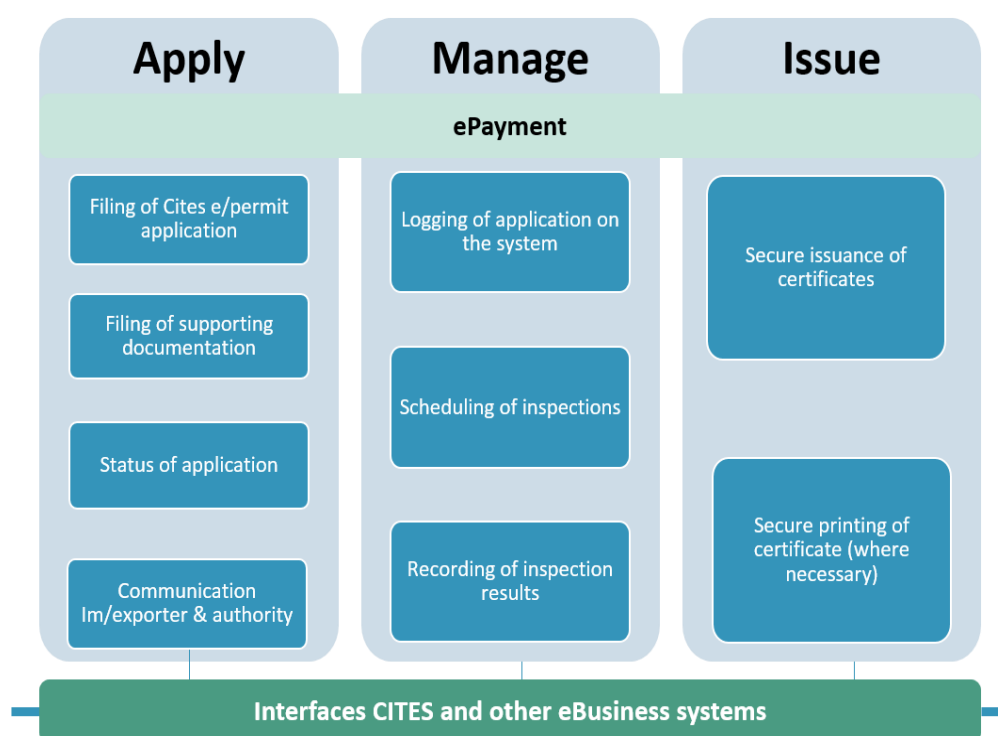 Apply
Manage
Issue
ePayment
Filing of Cites e/permit
application
Filing of supporting
documentation
Status of application
Communication
Im/exporter & authority
Logging of application on
the system
Scheduling of inspections
Recording of inspection
results
Secure issuance of
certificates
Secure printing of
certificate (where
necessary)
Interfaces CITES and other eBusiness systems